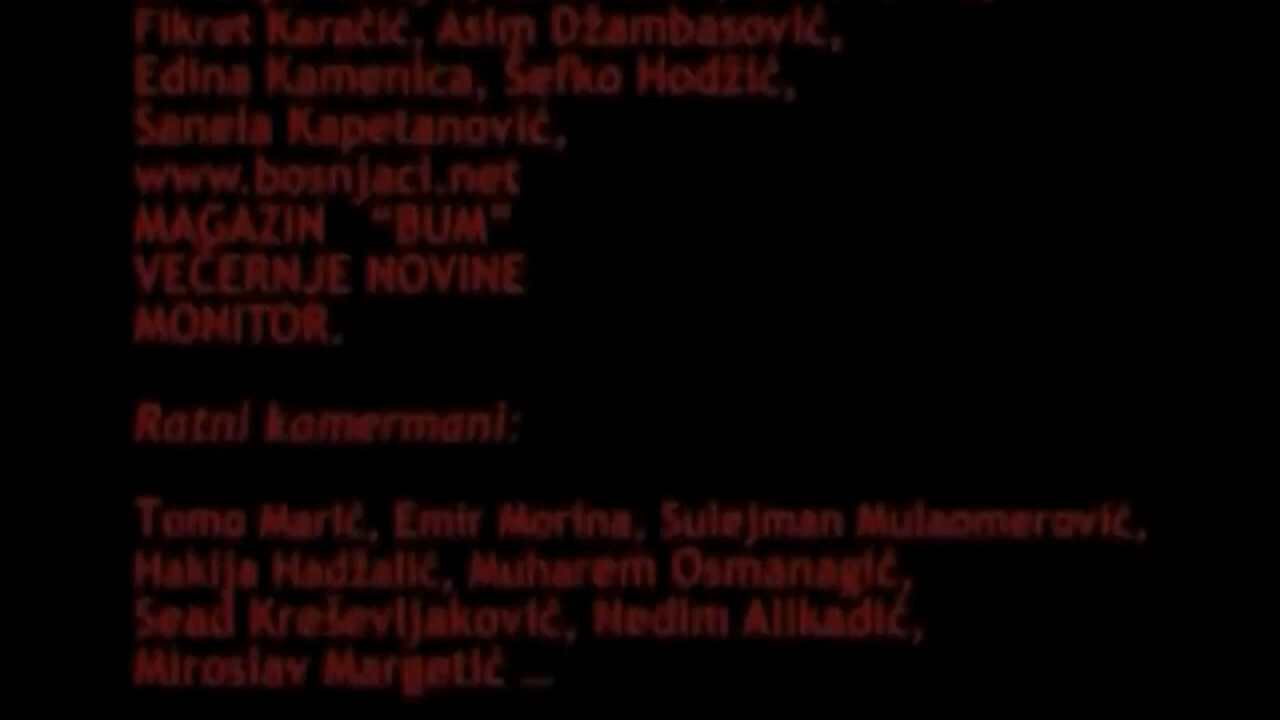 Fikret Karačić, Asim Džambasović,
Edina Kamenica, Šefko Hodžić,
Sanela Kapetanović,
www.bosnjaci.net
MAGAZIN "BUM"
VEČERNJE NOVINE
MONITOR.
Ratni kamermani:
Tomo Marić, Emir Morina, Sulejman Mulaomerović,
Hakija Hadžalić, Muharem Osmanagić,
Sead Kreševljaković, Nedim Alikadić,
Miroslav Margetić ...